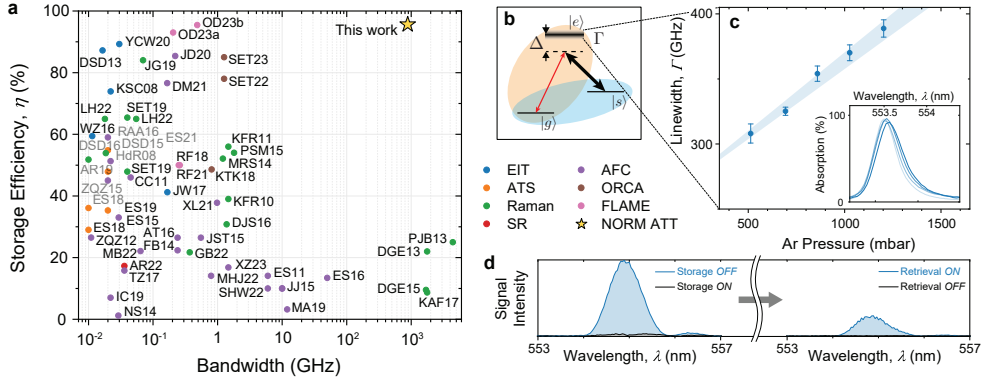 a
Storage Efficiency, η (%)
100
80
60
40
20
0
10⁻²
10⁻¹
10⁰
10¹
10²
10³
Bandwidth (GHz)
This work
OD23b
OD23a
YCW20
DSD13
JD20
JG19
SET23
SET22
KSC08
DM21
LH22
SET19
LH22
WZ16
RAA16
ES21
DSD16
DSD15
HdR08
AR19
SET19
CC11
ZQZ15
ES18
RF18
RF21
KTK18
KFR11
PSM15
MRS14
JW17
XL21
KFR10
ES19
ES15
DJS16
ES18
ZQZ12
AT16
JST15
FB14
GB22
MB22
AR22
TZ17
XZ23
MHJ22
SHW22
ES11
JJ15
ES16
MA19
IC19
NS14
PJB13
DGE13
DGE15
KAF17
b
|e⟩
Γ
Δ
|s⟩
|g⟩
EIT
ATS
Raman
SR
AFC
ORCA
FLAME
NORM ATT
c
Linewidth, Γ (GHz)
400
300
500
1000
1500
Ar Pressure (mbar)
Wavelength, λ (nm)
553.5
554
Absorption (%)
100
0
d
Signal
Intensity
Storage OFF
Storage ON
Retrieval ON
Retrieval OFF
553
557
553
557
Wavelength, λ (nm)
Wavelength, λ (nm)